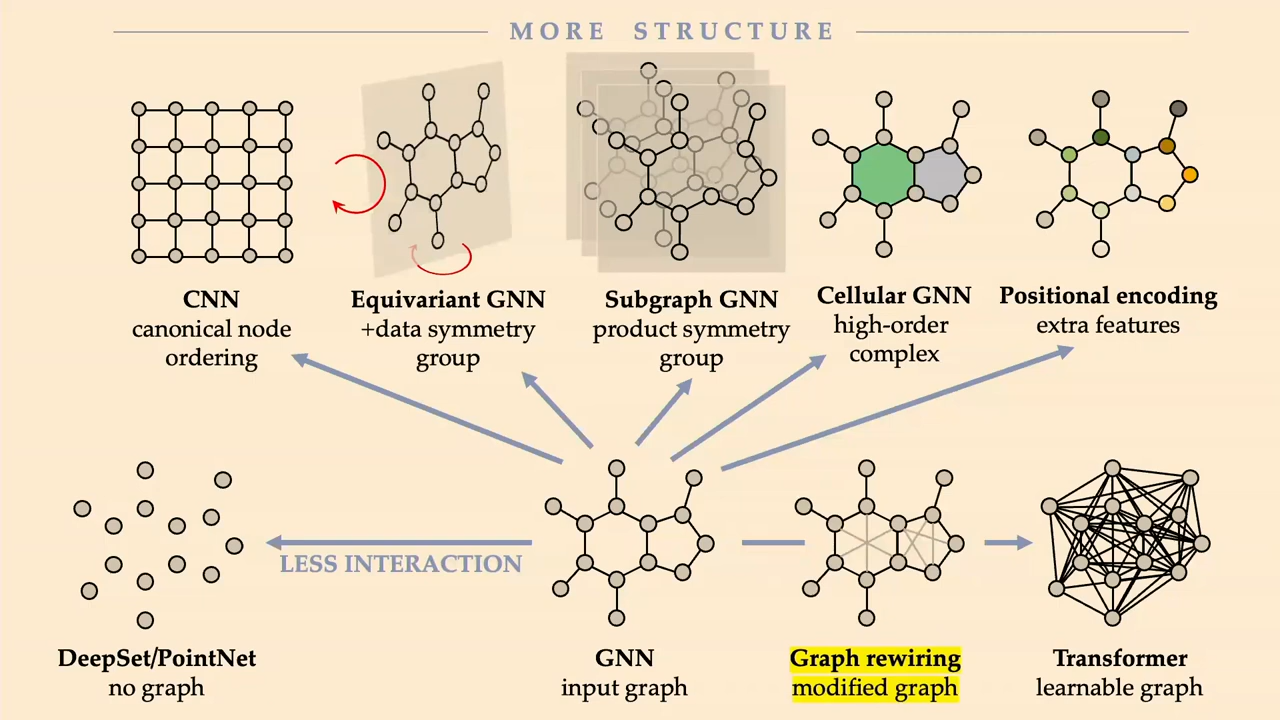 MORE STRUCTURE
CNN
canonical node
ordering
Equivariant GNN
+data symmetry
group
Subgraph GNN
product symmetry
group
Cellular GNN
high-order
complex
Positional encoding
extra features
LESS INTERACTION
DeepSet/PointNet
no graph
GNN
input graph
Graph rewiring
modified graph
Transformer
learnable graph